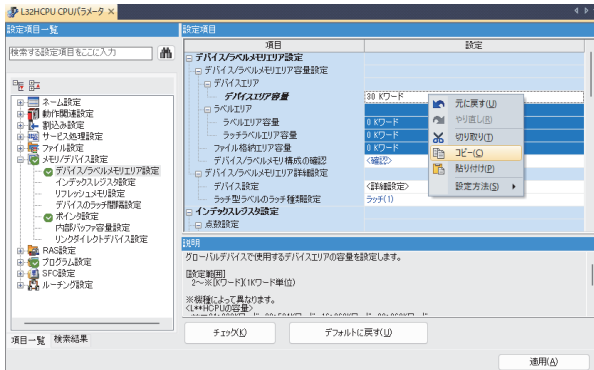 L32HCPU CPUパラメータ ×
設定項目一覧
検索する設定項目をここに入力
ネーム設定
動作関連設定
割込み設定
サービス処理設定
ファイル設定
メモリ/デバイス設定
デバイス/ラベルメモリエリア設定
インデックスレジスタ設定
リフレッシュメモリ設定
デバイスのラッチ間隔設定
ポインタ設定
内部バッファ容量設定
リンクダイレクトデバイス設定
RAS設定
プログラム設定
SFC設定
ルーチング設定
項目一覧 検索結果
設定項目
項目 設定
デバイス/ラベルメモリエリア設定
デバイス/ラベルメモリエリア容量設定
デバイスエリア
デバイスエリア容量 30 Kワード
ラベルエリア
ラベルエリア容量 0 Kワード
ラッチラベルエリア容量 0 Kワード
ファイル格納エリア容量 0 Kワード
デバイス/ラベルメモリ構成の確認 <確認>
デバイス/ラベルメモリエリア詳細設定
デバイス設定 <詳細設定>
ラッチ型ラベルのラッチ種類設定 ラッチ(1)
インデックスレジスタ設定
点数設定
元に戻す(U)
やり直し(R)
切り取り(T)
コピー(C)
貼り付け(P)
設定方法(S)
説明
グローバルデバイスで使用するデバイスエリアの容量を設定します。
[設定範囲]
2~※[Kワード](1Kワード単位)
※機種によって異なります。
<L**HCPUの容量>
チェック(K) デフォルトに戻す(U)
適用(A)